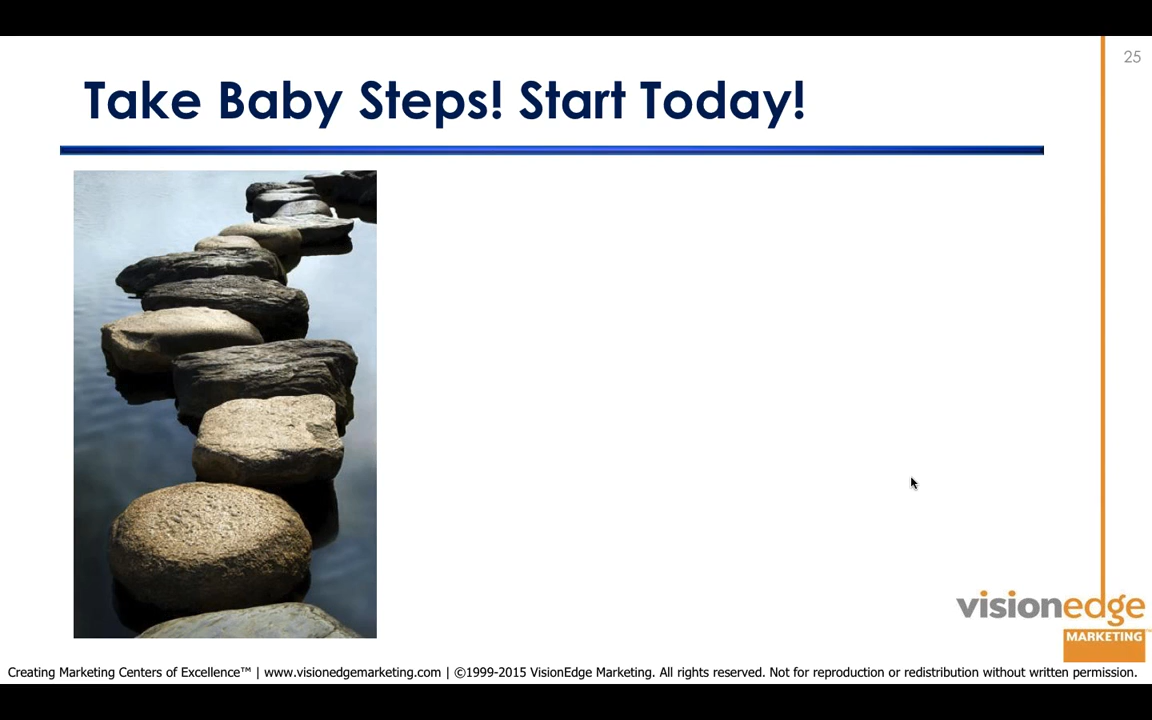 25
Take Baby Steps! Start Today!
visionedge
MARKETING™
Creating Marketing Centers of Excellence™ | www.visionedgemarketing.com | ©1999-2015 VisionEdge Marketing. All rights reserved. Not for reproduction or redistribution without written permission.